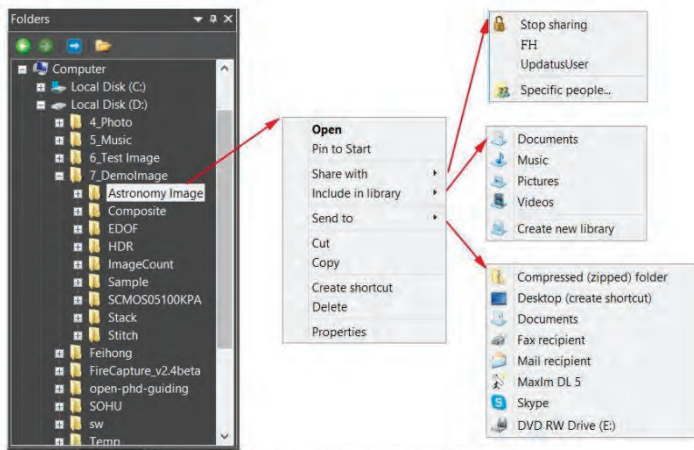 Folders
Computer
Local Disk (C:)
Local Disk (D:)
4_Photo
5_Music
6_Test Image
7_DemoImage
Astronomy Image
Composite
EDOF
HDR
ImageCount
Sample
SCMOS05100KPA
Stack
Stitch
Feihong
FireCapture_v2.4beta
open-phd-guiding
SOHU
sw
Temp
Open
Pin to Start
Share with
Include in library
Send to
Cut
Copy
Create shortcut
Delete
Properties
Stop sharing
FH
UpdatusUser
Specific people...
Documents
Music
Pictures
Videos
Create new library
Compressed (zipped) folder
Desktop (create shortcut)
Documents
Fax recipient
Mail recipient
MaxIm DL 5
Skype
DVD RW Drive (E:)